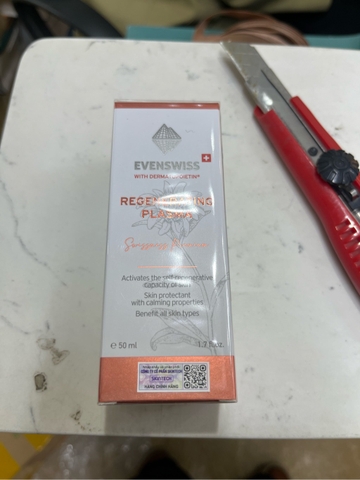 EVENSWISS
WITH DERMATOPOIETIN®
REGENERATING
PLASMA
Activates the self-regenerative
capacity of skin
Skin protectant
with calming properties
Benefit all skin types
℮ 50 ml
1.7 fl.oz.
HÀNG CHÍNH HÃNG